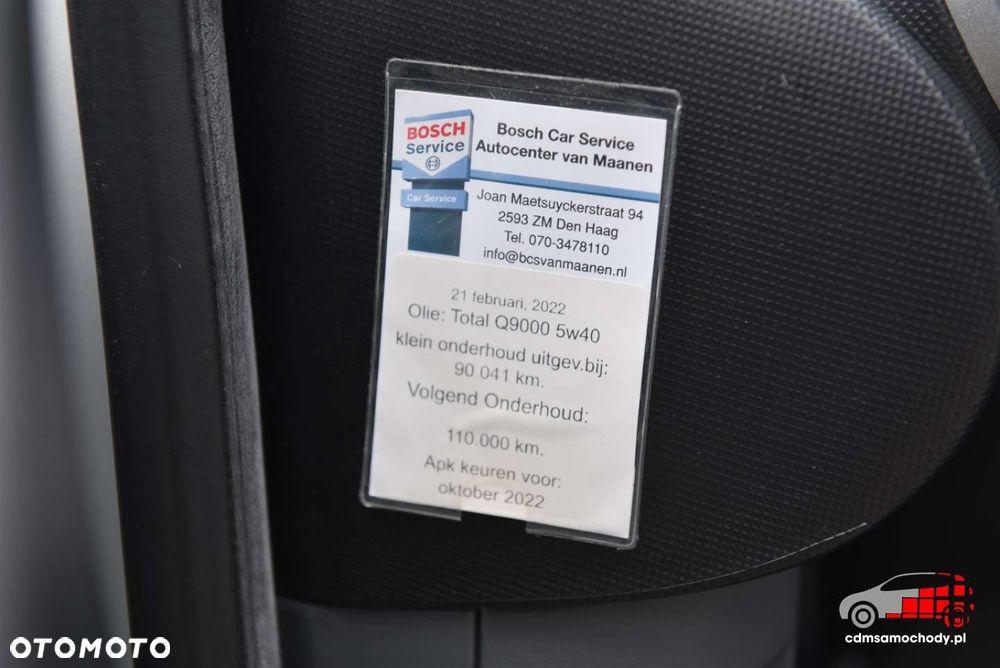 BOSCH
Service
Car Service
Bosch Car Service
Autocenter van Maanen
Joan Maetsuyckerstraat 94
2593 ZM Den Haag
Tel. 070-3478110
info@bcsvanmaanen.nl
21 februari, 2022
Olie: Total Q9000 5w40
klein onderhoud uitgev.bij:
90.041 km.
Volgend Onderhoud:
110.000 km.
Apk keuren voor:
oktober 2022
OTOMOTO
cdmsamochody.pl